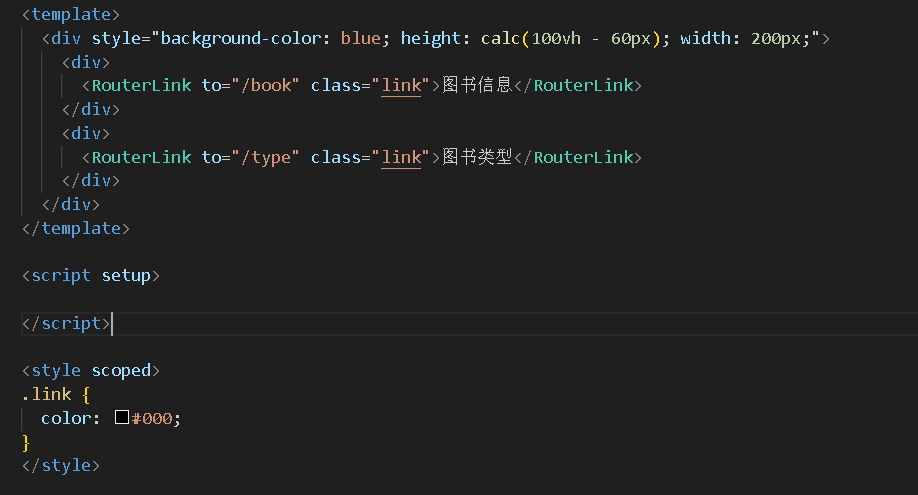 <template>
<div style="background-color: blue; height: calc(100vh - 60px); width: 200px;">
<div>
<RouterLink to="/book" class="link">图书信息</RouterLink>
</div>
<div>
<RouterLink to="/type" class="link">图书类型</RouterLink>
</div>
</div>
</template>
<script setup>
</script>
<style scoped>
.link {
color: #000;
}
</style>